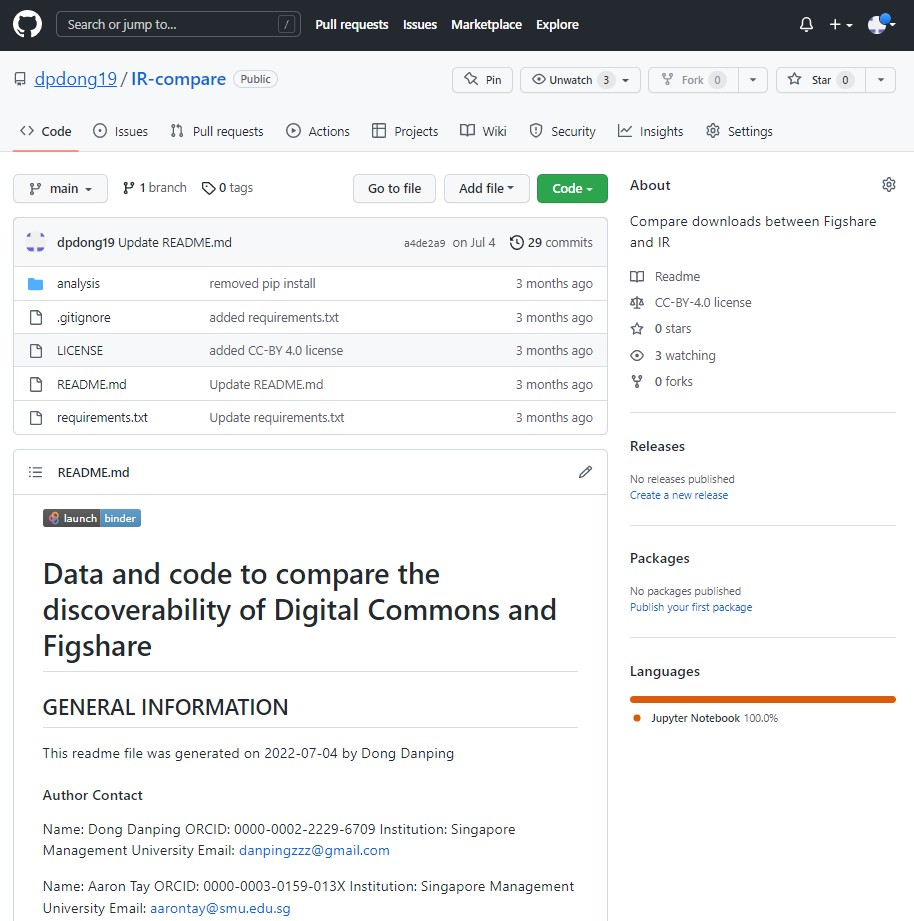 Search or jump to... / Pull requests Issues Marketplace Explore
dpdong19 / IR-compare Public Pin Unwatch 3 Fork 0 Star 0
Code Issues Pull requests Actions Projects Wiki Security Insights Settings
main 1 branch 0 tags Go to file Add file Code
dpdong19 Update README.md a4de2a9 on Jul 4 29 commits
analysis removed pip install 3 months ago
.gitignore added requirements.txt 3 months ago
LICENSE added CC-BY 4.0 license 3 months ago
README.md Update README.md 3 months ago
requirements.txt Update requirements.txt 3 months ago
README.md
launch binder
Data and code to compare the
discoverability of Digital Commons and
Figshare
GENERAL INFORMATION
This readme file was generated on 2022-07-04 by Dong Danping
Author Contact
Name: Dong Danping ORCID: 0000-0002-2229-6709 Institution: Singapore
Management University Email: danpingzzz@gmail.com
Name: Aaron Tay ORCID: 0000-0003-0159-013X Institution: Singapore Management
University Email: aarontay@smu.edu.sg
About
Compare downloads between Figshare
and IR
Readme
CC-BY-4.0 license
0 stars
3 watching
0 forks
Releases
No releases published
Create a new release
Packages
No packages published
Publish your first package
Languages
Jupyter Notebook 100.0%